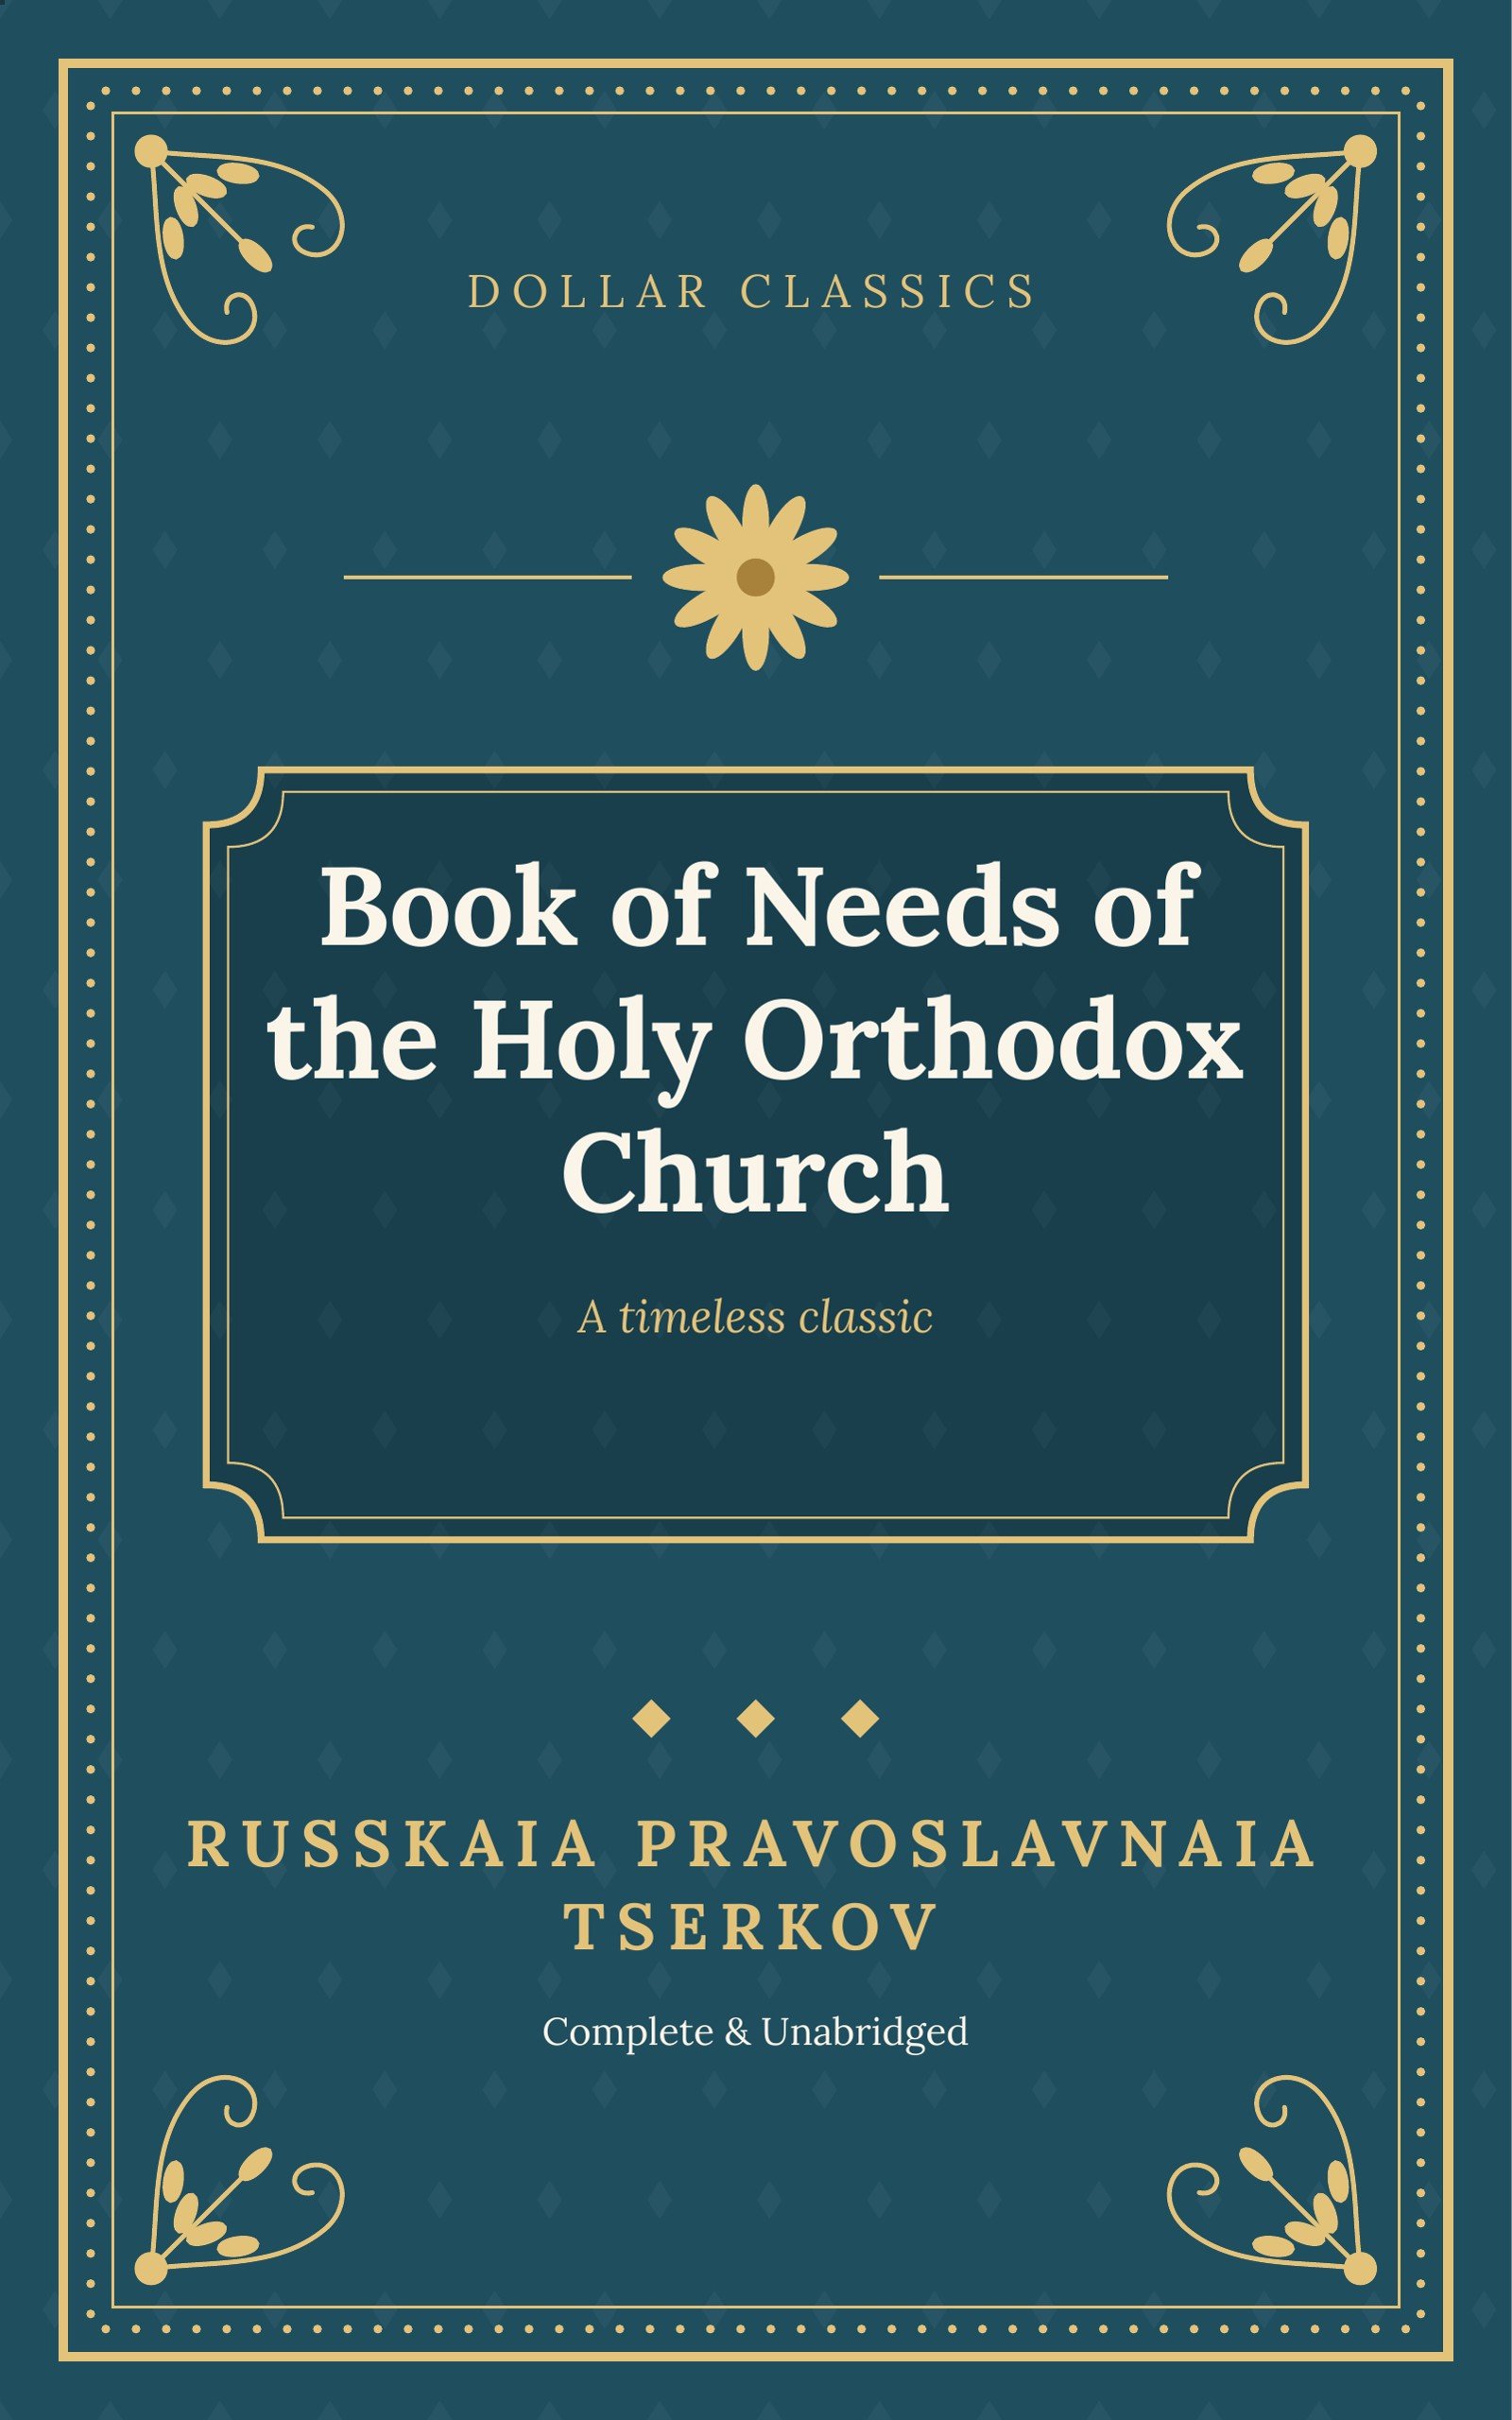 DOLLAR CLASSICS
Book of Needs of
the Holy Orthodox
Church
A timeless classic
RUSSKAIA PRAVOSLAVNAIA
TSERKOV
Complete & Unabridged